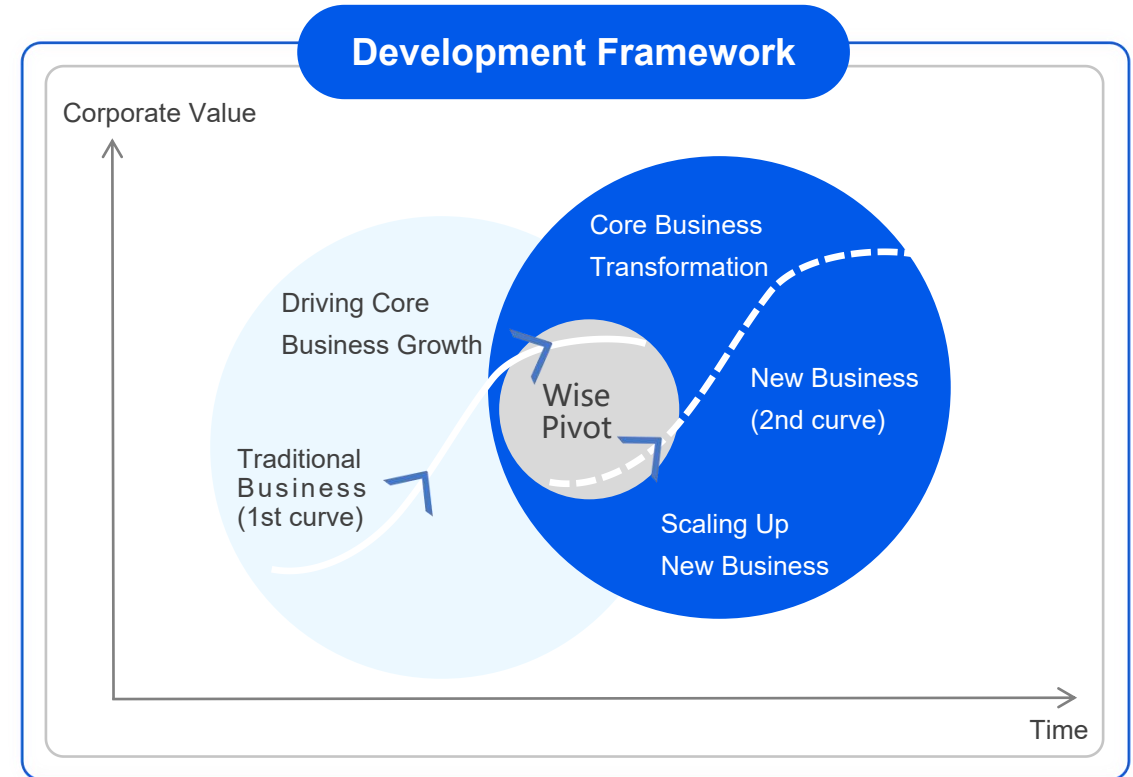 Development Framework
Corporate Value
Core Business
Transformation
Driving Core
Business Growth
Wise
Pivot
New Business
(2nd curve)
Traditional
Business
(1st curve)
Scaling Up
New Business
Time